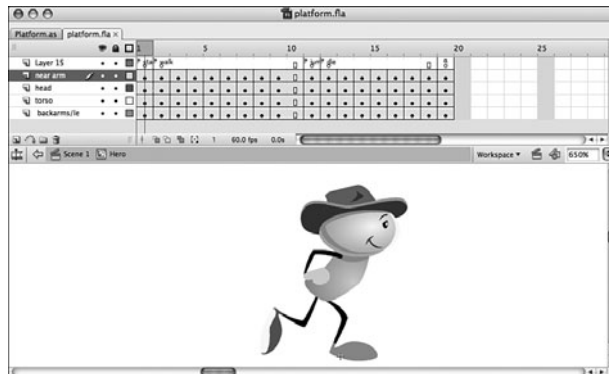 platform.fla
Platform.as platform.fla ×
1 5 10 15 20 25
Layer 15 walk die
near arm
head
torso
backarms/le
1 60.0 fps 0.0s
Scene 1 Hero Workspace 650%